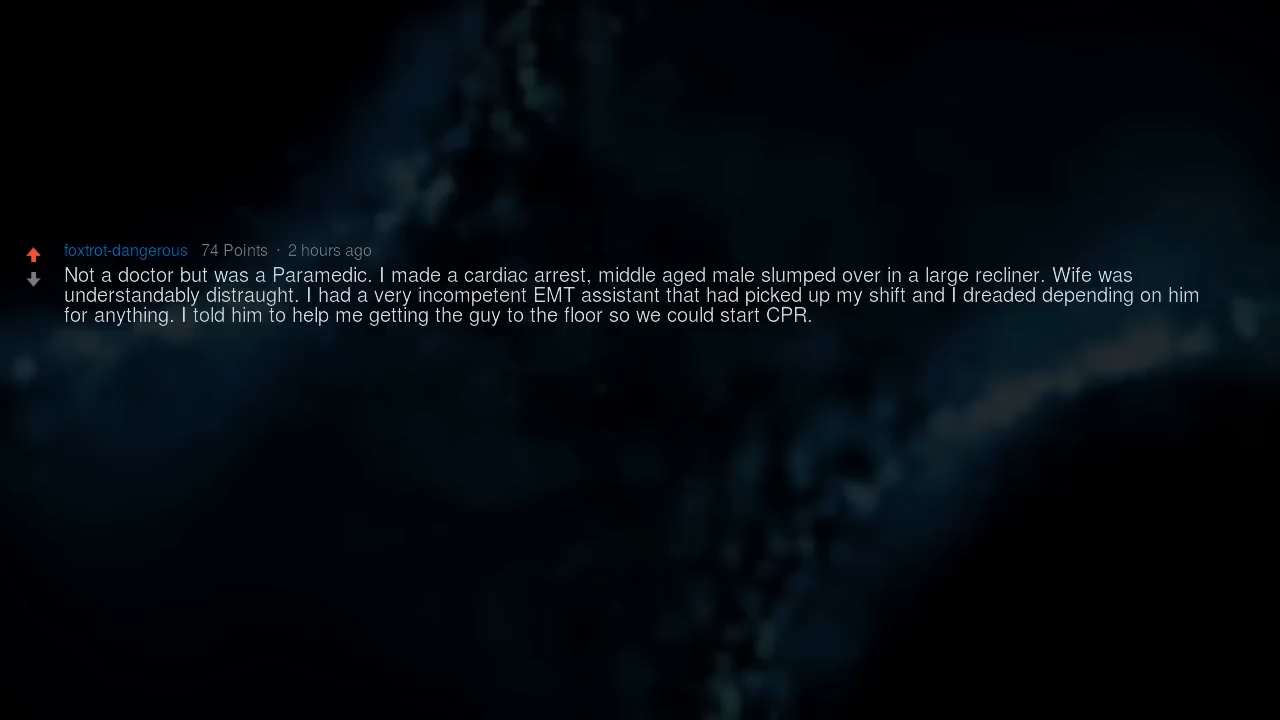 foxtrot-dangerous 74 Points · 2 hours ago
Not a doctor but was a Paramedic. I made a cardiac arrest, middle aged male slumped over in a large recliner. Wife was
understandably distraught. I had a very incompetent EMT assistant that had picked up my shift and I dreaded depending on him
for anything. I told him to help me getting the guy to the floor so we could start CPR.